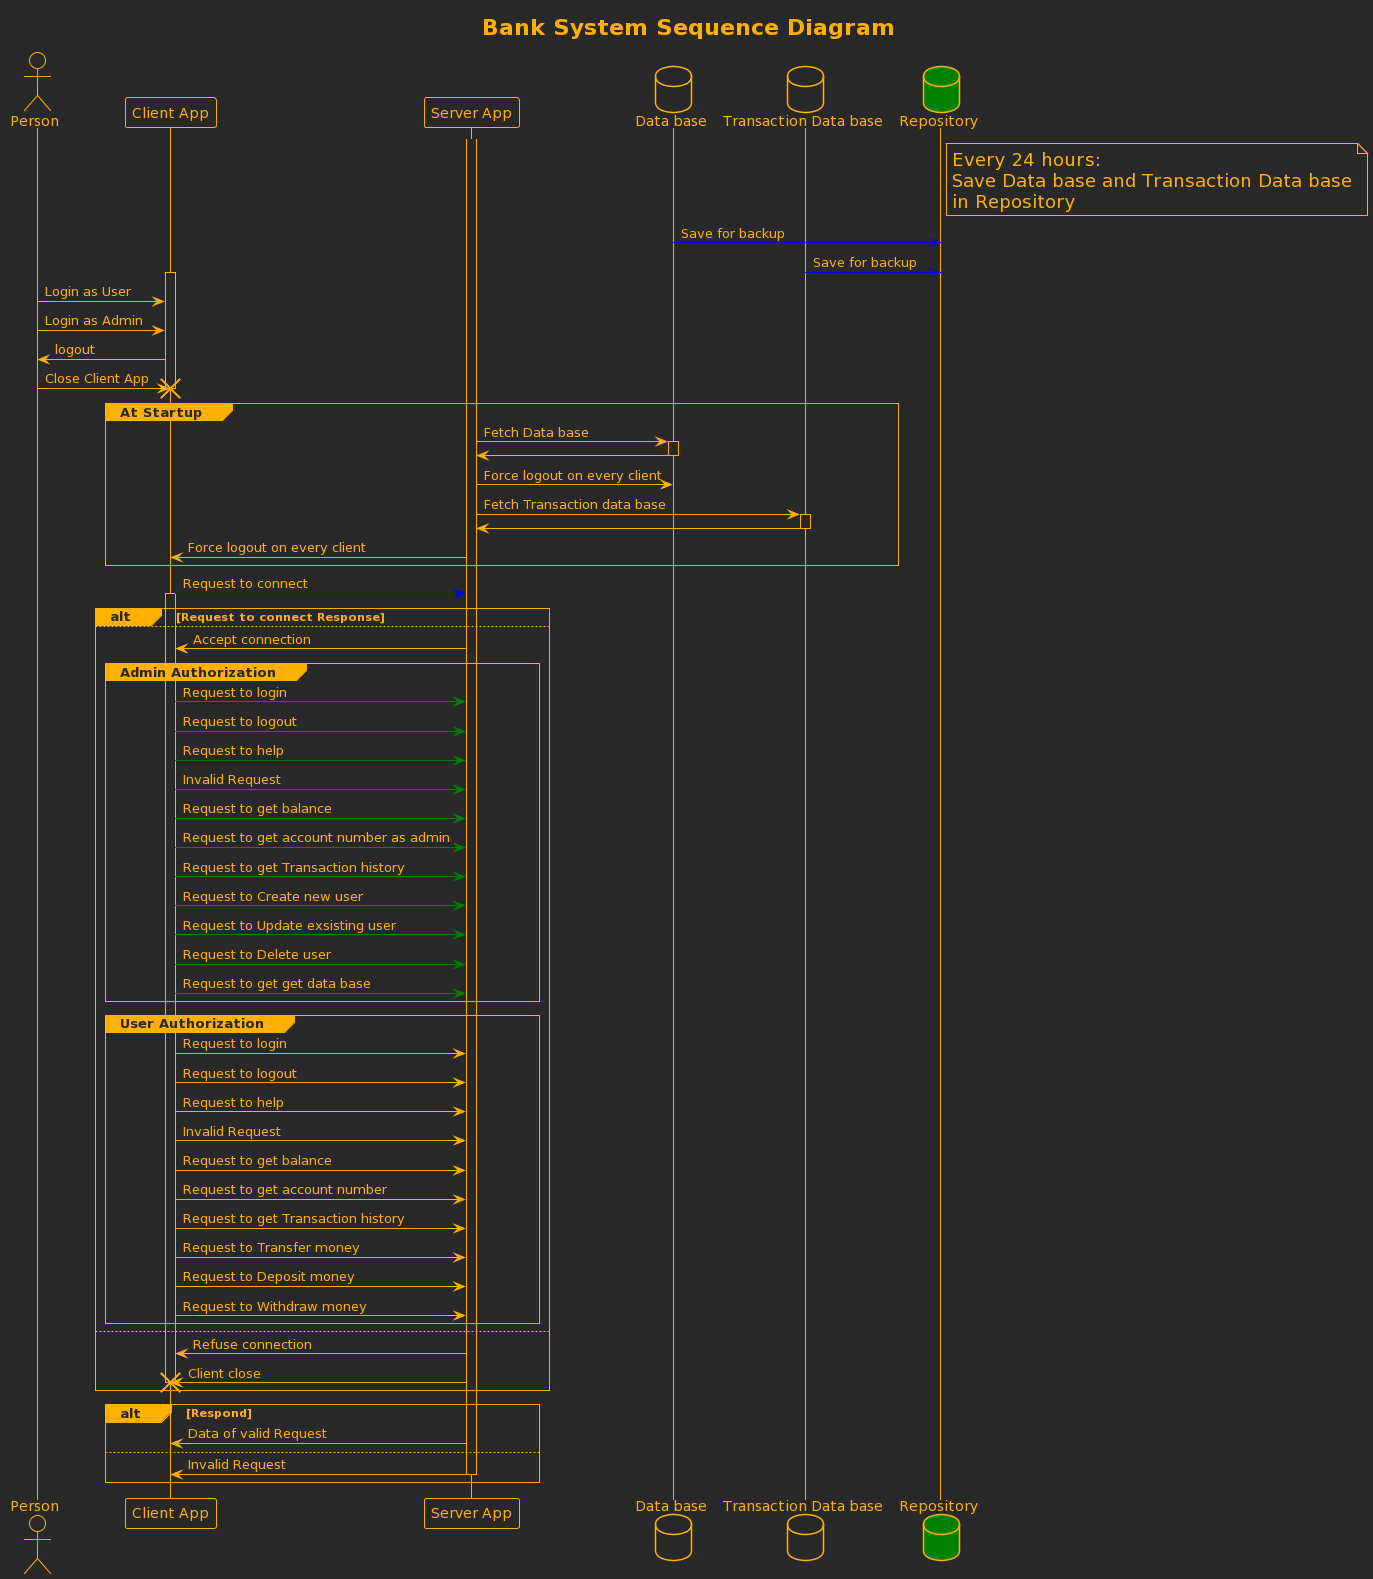 Bank System Sequence Diagram
Person
Client App
Server App
Data base
Transaction Data base
Repository
Every 24 hours:
Save Data base and Transaction Data base
in Repository
Save for backup
Save for backup
Login as User
Login as Admin
logout
Close Client App
At Startup
Fetch Data base
Force logout on every client
Fetch Transaction data base
Force logout on every client
Request to connect
alt [Request to connect Response]
Accept connection
Admin Authorization
Request to login
Request to logout
Request to help
Invalid Request
Request to get balance
Request to get account number as admin
Request to get Transaction history
Request to Create new user
Request to Update exsisting user
Request to Delete user
Request to get get data base
User Authorization
Request to login
Request to logout
Request to help
Invalid Request
Request to get balance
Request to get account number
Request to get Transaction history
Request to Transfer money
Request to Deposit money
Request to Withdraw money
Refuse connection
Client close
alt [Respond]
Data of valid Request
Invalid Request
Person
Client App
Server App
Data base
Transaction Data base
Repository